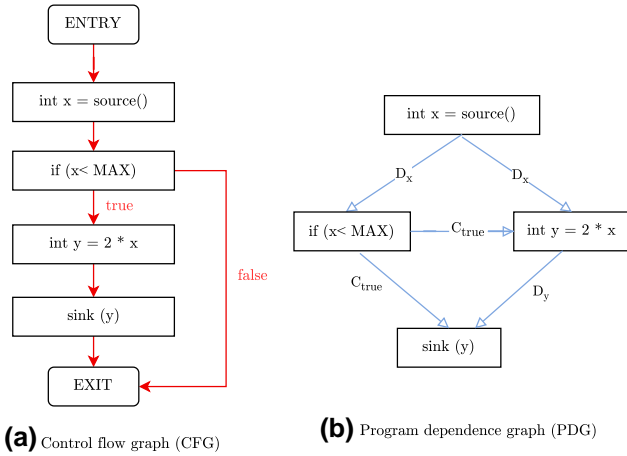 ENTRY
int x = source()
if (x< MAX)
true
int y = 2 * x
false
sink (y)
EXIT
(a) Control flow graph (CFG)
int x = source()
Dx
Dx
if (x< MAX)
Ctrue
int y = 2 * x
Ctrue
Dy
sink (y)
(b) Program dependence graph (PDG)